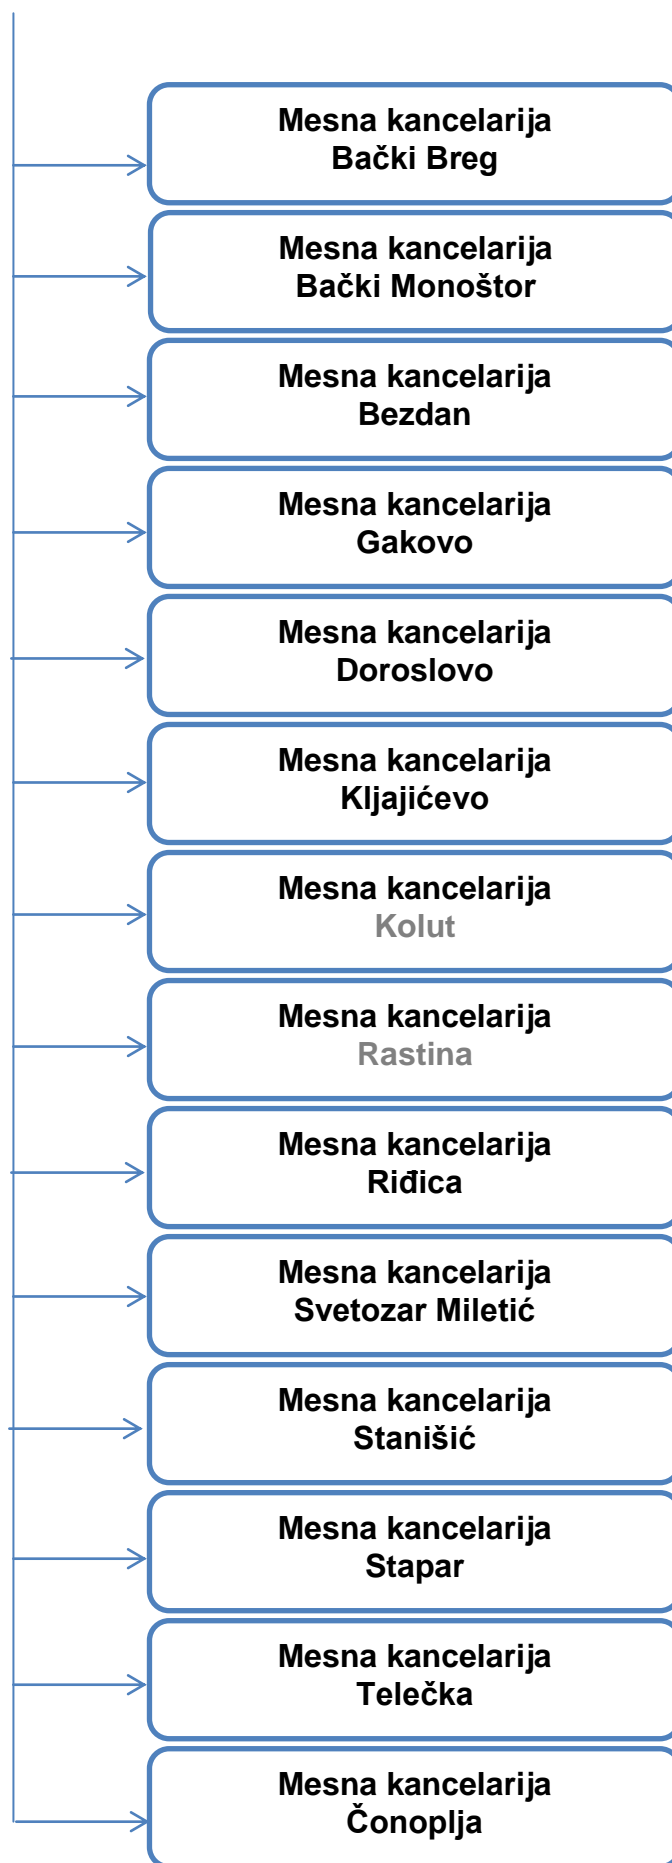 Mesna kancelarija
Bački Breg
Mesna kancelarija
Bački Monoštor
Mesna kancelarija
Bezdan
Mesna kancelarija
Gakovo
Mesna kancelarija
Doroslovo
Mesna kancelarija
Kljajićevo
Mesna kancelarija
Kolut
Mesna kancelarija
Rastina
Mesna kancelarija
Riđica
Mesna kancelarija
Svetozar Miletić
Mesna kancelarija
Stanišić
Mesna kancelarija
Stapar
Mesna kancelarija
Telečka
Mesna kancelarija
Čonoplja